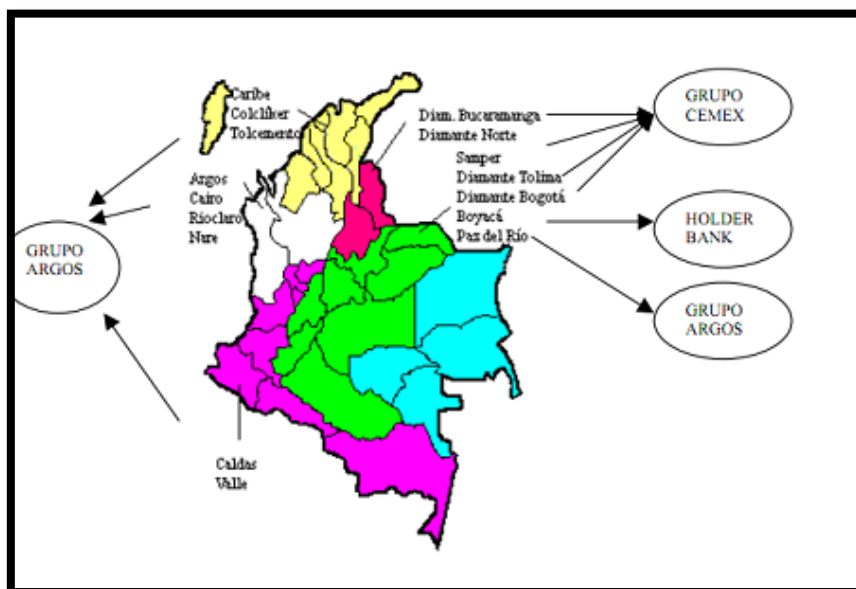 Caribe
Colclíker
Tolcemento
Argos
Cairo
Rioclaro
Nare
GRUPO
ARGOS
Caldas
Valle
Diam. Bucaramanga
Diamante Norte
Samper
Diamante Tolima
Diamante Bogotá
Boyacá
Paz del Río
GRUPO
CEMEX
HOLDER
BANK
GRUPO
ARGOS